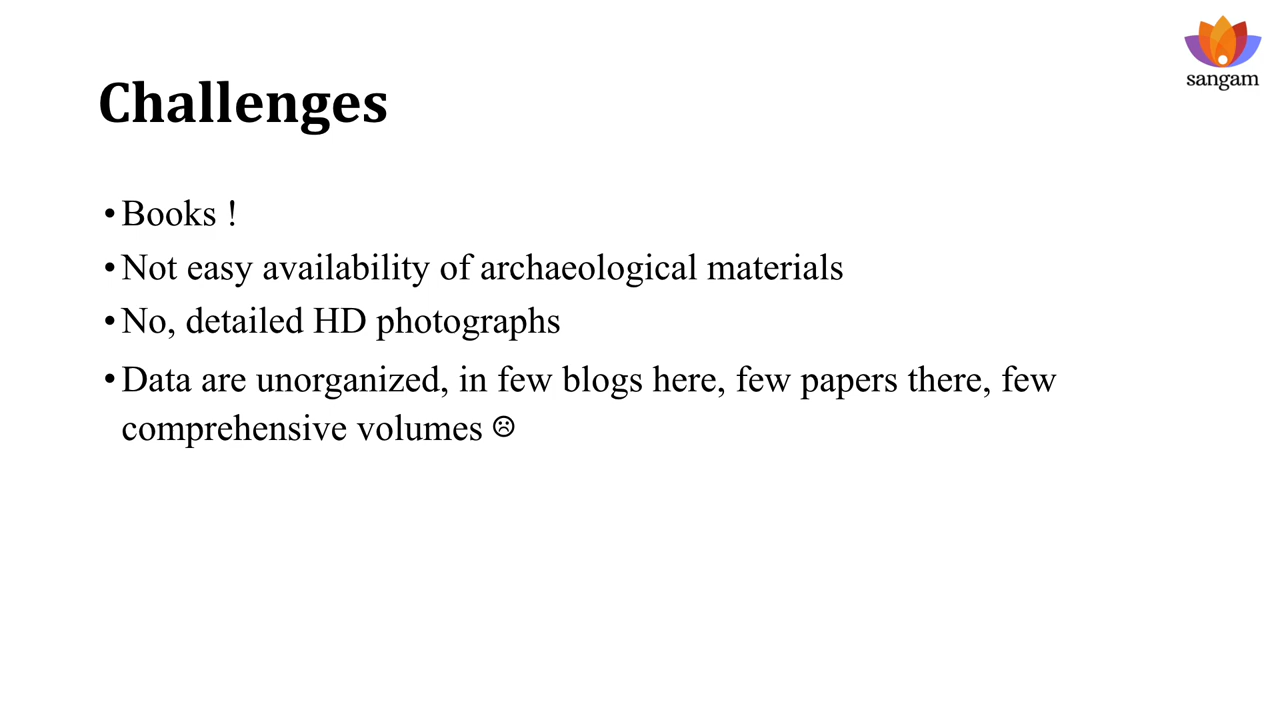 sangam
Challenges
• Books !
• Not easy availability of archaeological materials
• No, detailed HD photographs
• Data are unorganized, in few blogs here, few papers there, few
comprehensive volumes ☹